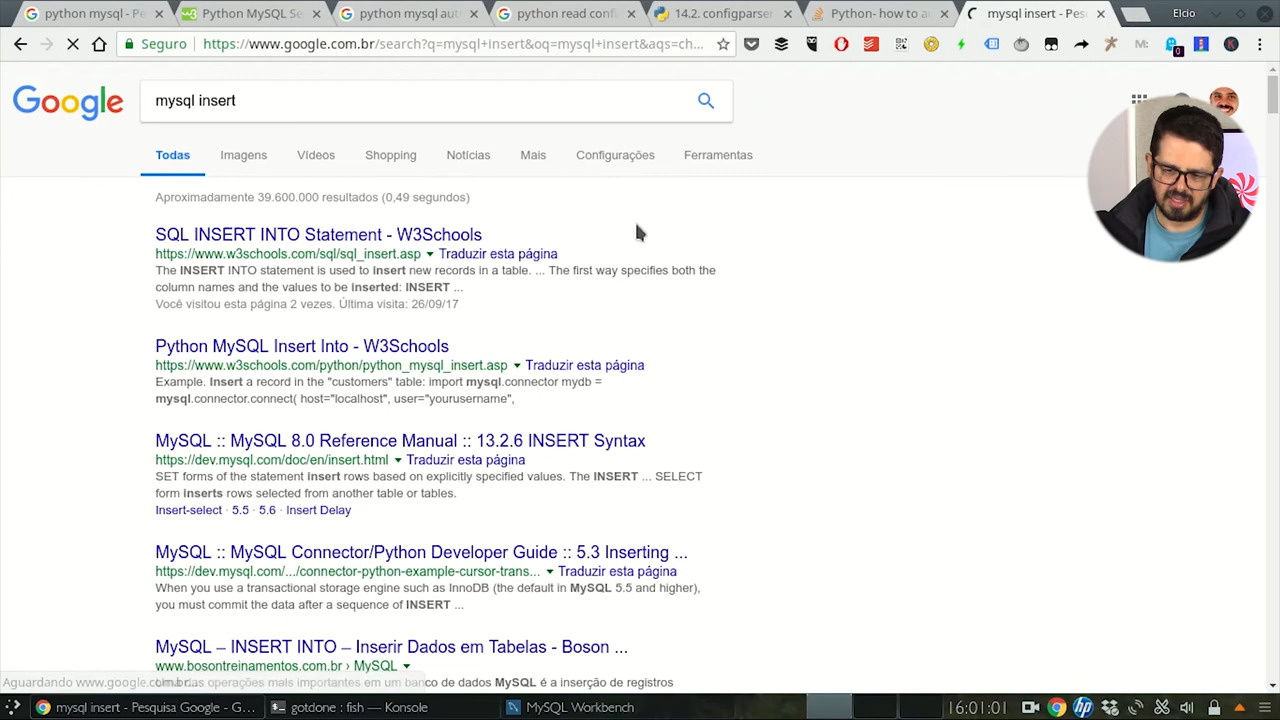 python mysql - Pes
Python MySQL Se
python mysql auto
python read confi
14.2. configparser
Python- how to a
mysql insert - Pes
Elcio
Seguro
https://www.google.com.br/search?q=mysql+insert&oq=mysql+insert&aqs=ch...
M:
0
K
Google
mysql insert
Todas
Imagens
Vídeos
Shopping
Notícias
Mais
Configurações
Ferramentas
Aproximadamente 39.600.000 resultados (0,49 segundos)
SQL INSERT INTO Statement - W3Schools
https://www.w3schools.com/sql/sql_insert.asp Traduzir esta página
The INSERT INTO statement is used to insert new records in a table. ... The first way specifies both the
column names and the values to be inserted: INSERT ...
Você visitou esta página 2 vezes. Última visita: 26/09/17
Python MySQL Insert Into - W3Schools
https://www.w3schools.com/python/python_mysql_insert.asp Traduzir esta página
Example. Insert a record in the "customers" table: import mysql.connector mydb =
mysql.connector.connect( host="localhost", user="yourusername",
MySQL :: MySQL 8.0 Reference Manual :: 13.2.6 INSERT Syntax
https://dev.mysql.com/doc/en/insert.html Traduzir esta página
SET forms of the statement insert rows based on explicitly specified values. The INSERT ... SELECT
form inserts rows selected from another table or tables.
Insert-select · 5.5 · 5.6 · Insert Delay
MySQL :: MySQL Connector/Python Developer Guide :: 5.3 Inserting ...
https://dev.mysql.com/.../connector-python-example-cursor-trans... Traduzir esta página
When you use a transactional storage engine such as InnoDB (the default in MySQL 5.5 and higher),
you must commit the data after a sequence of INSERT ...
MySQL – INSERT INTO – Inserir Dados em Tabelas - Boson ...
www.bosontreinamentos.com.br › MySQL
Aguardando www.google.com.br... das operações mais importantes em um banco de dados MySQL é a inserção de registros
mysql insert - Pesquisa Google - G...
gotdone : fish — Konsole
MySQL Workbench
hp
16:01:01